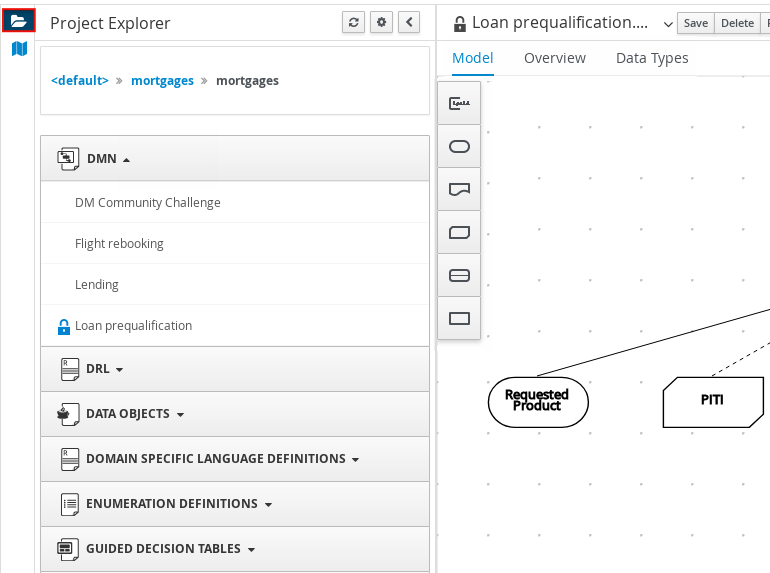 Project Explorer
<default> » mortgages » mortgages
DMN
DM Community Challenge
Flight rebooking
Lending
Loan prequalification
DRL
DATA OBJECTS
DOMAIN SPECIFIC LANGUAGE DEFINITIONS
ENUMERATION DEFINITIONS
GUIDED DECISION TABLES
Loan prequalification....
Save
Delete
Model
Overview
Data Types
Requested
Product
PITI